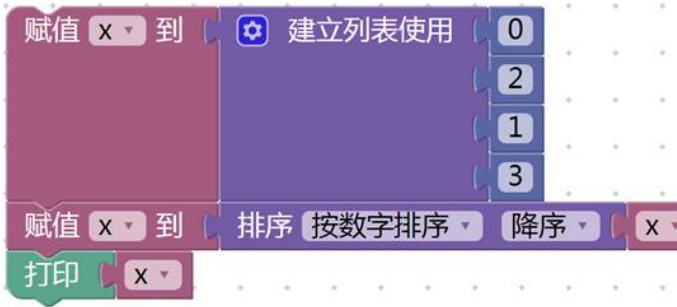 赋值 x 到 建立列表使用 0
2
1
3
赋值 x 到 排序 按数字排序 降序 x
打印 x